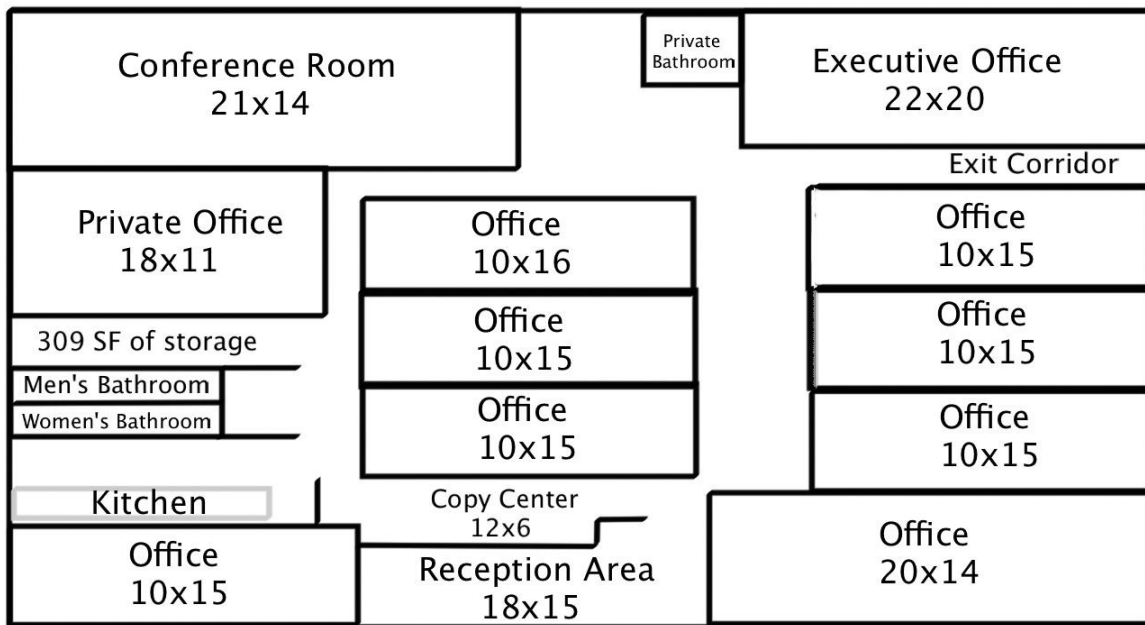 Conference Room
21x14
Private
Bathroom
Executive Office
22x20
Exit Corridor
Private Office
18x11
Office
10x16
Office
10x15
309 SF of storage
Office
10x15
Office
10x15
Men's Bathroom
Women's Bathroom
Office
10x15
Office
10x15
Kitchen
Copy Center
12x6
Office
10x15
Reception Area
18x15
Office
20x14